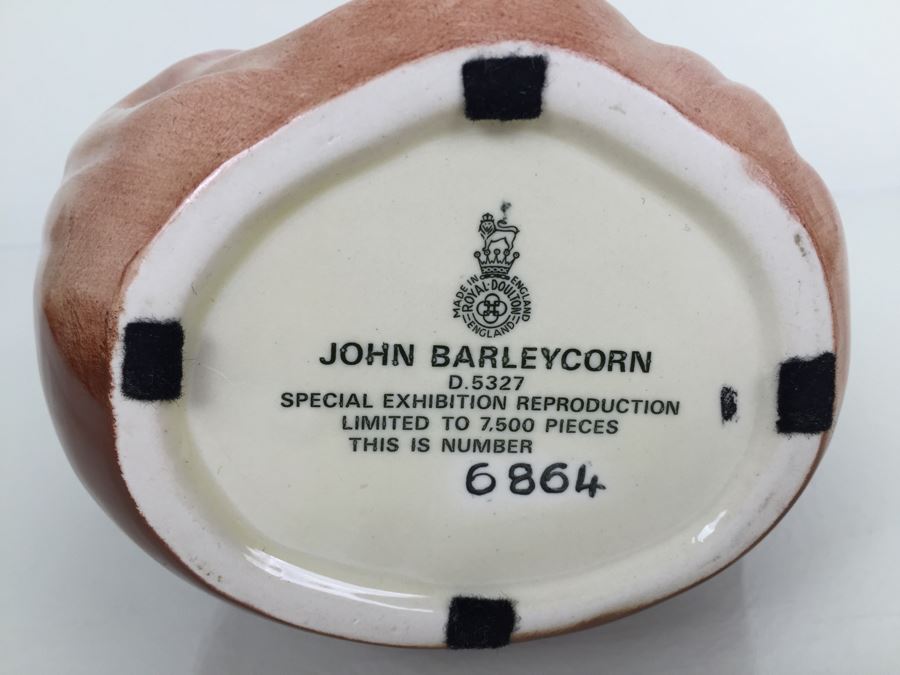 MADE IN ENGLAND
ROYAL·DOULTON
ENGLAND
JOHN BARLEYCORN
D.5327
SPECIAL EXHIBITION REPRODUCTION
LIMITED TO 7,500 PIECES
THIS IS NUMBER
6864